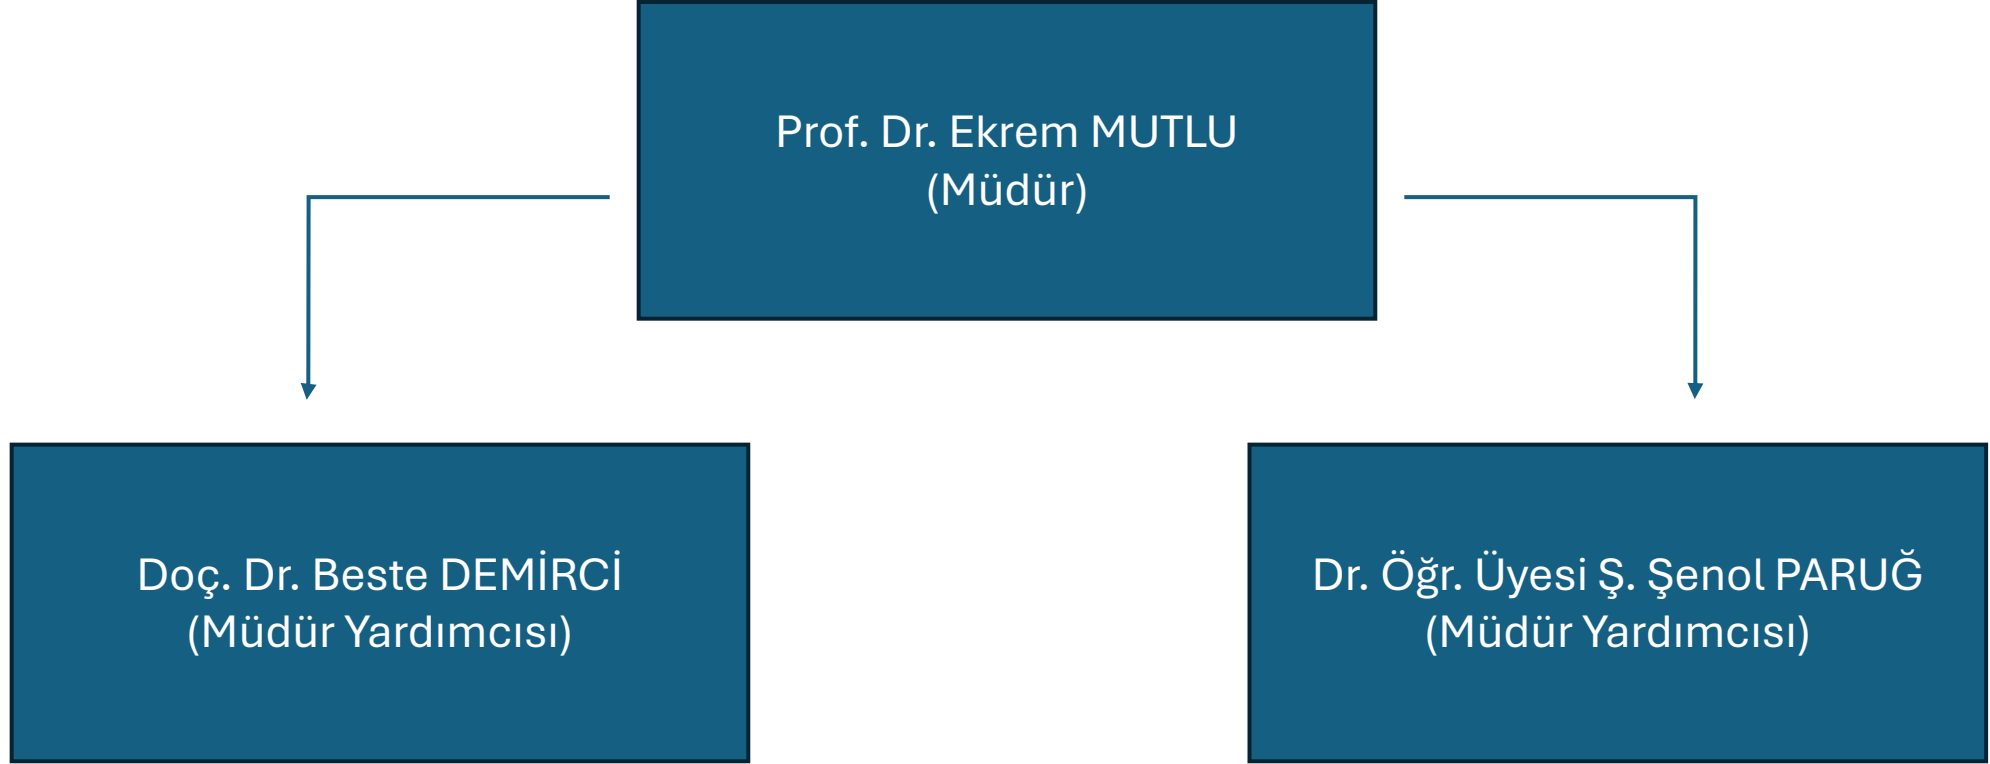 Prof. Dr. Ekrem MUTLU
(Müdür)
Doç. Dr. Beste DEMİRCİ
(Müdür Yardımcısı)
Dr. Öğr. Üyesi Ş. Şenol PARUĞ
(Müdür Yardımcısı)